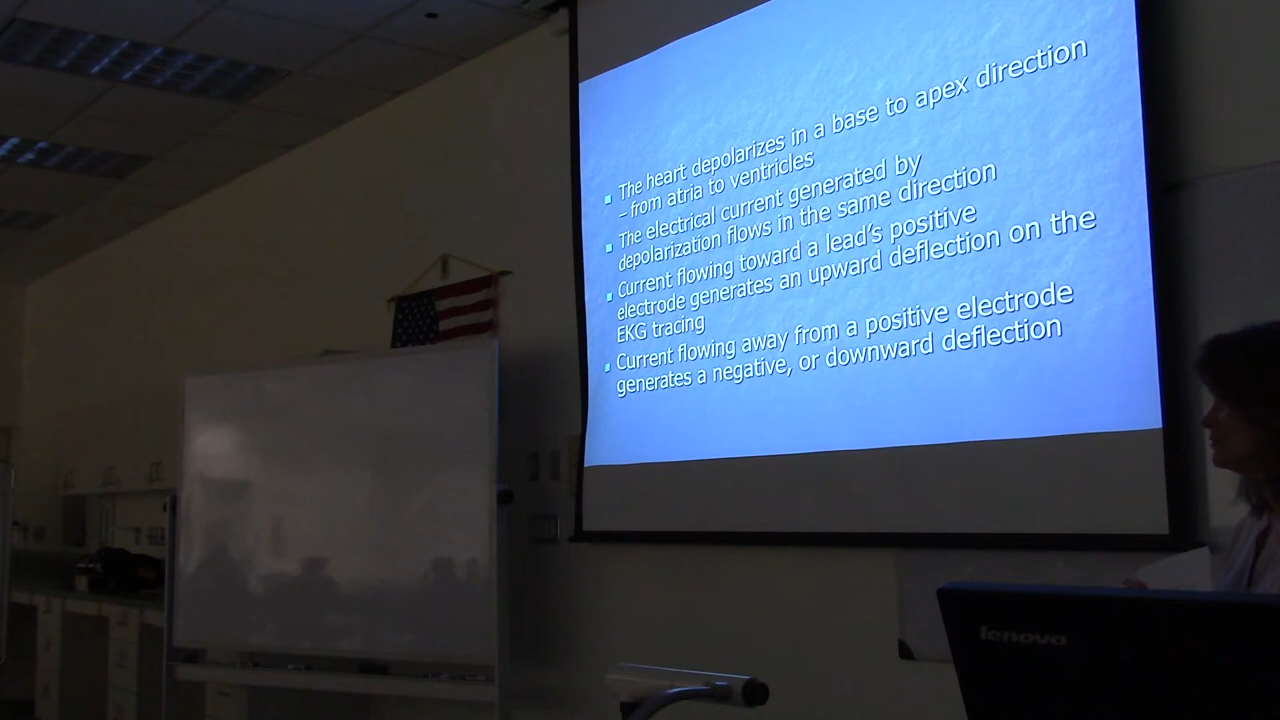 The heart depolarizes in a base to apex direction
– from atria to ventricles
The electrical current generated by
depolarization flows in the same direction
Current flowing toward a lead's positive
electrode generates an upward deflection on the
EKG tracing
Current flowing away from a positive electrode
generates a negative, or downward deflection
lenovo